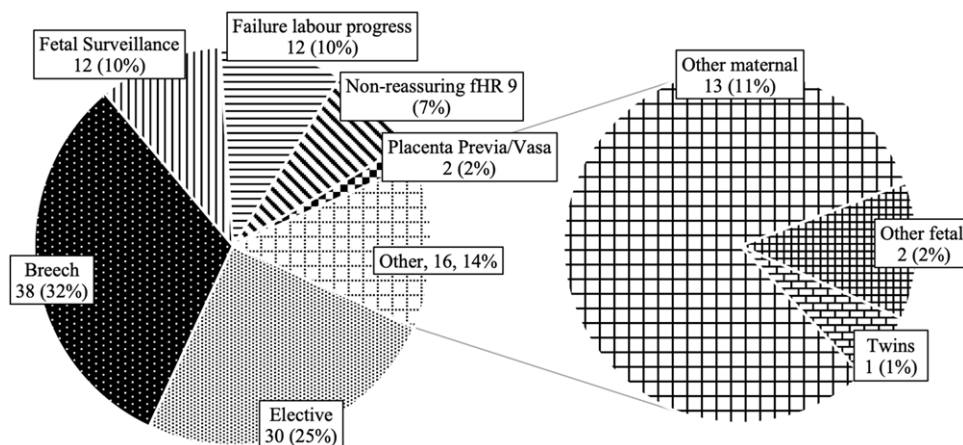 Fetal Surveillance
12 (10%)
Failure labour progress
12 (10%)
Non-reassuring fHR 9
(7%)
Placenta Previa/Vasa
2 (2%)
Other, 16, 14%
Breech
38 (32%)
Elective
30 (25%)
Other maternal
13 (11%)
Other fetal
2 (2%)
Twins
1 (1%)